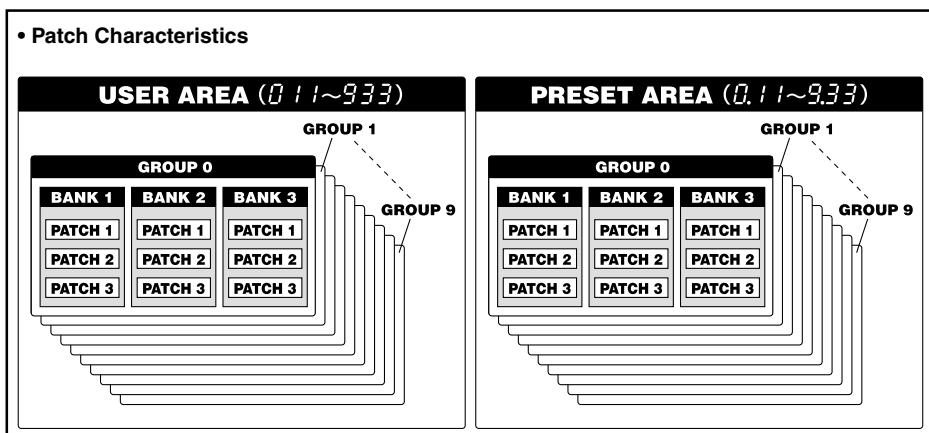 • Patch Characteristics
USER AREA (011~933)
GROUP 1
GROUP 0
BANK 1 BANK 2 BANK 3
GROUP 9
PATCH 1 PATCH 1 PATCH 1
PATCH 2 PATCH 2 PATCH 2
PATCH 3 PATCH 3 PATCH 3
PRESET AREA (0.11~9.33)
GROUP 1
GROUP 0
BANK 1 BANK 2 BANK 3
GROUP 9
PATCH 1 PATCH 1 PATCH 1
PATCH 2 PATCH 2 PATCH 2
PATCH 3 PATCH 3 PATCH 3